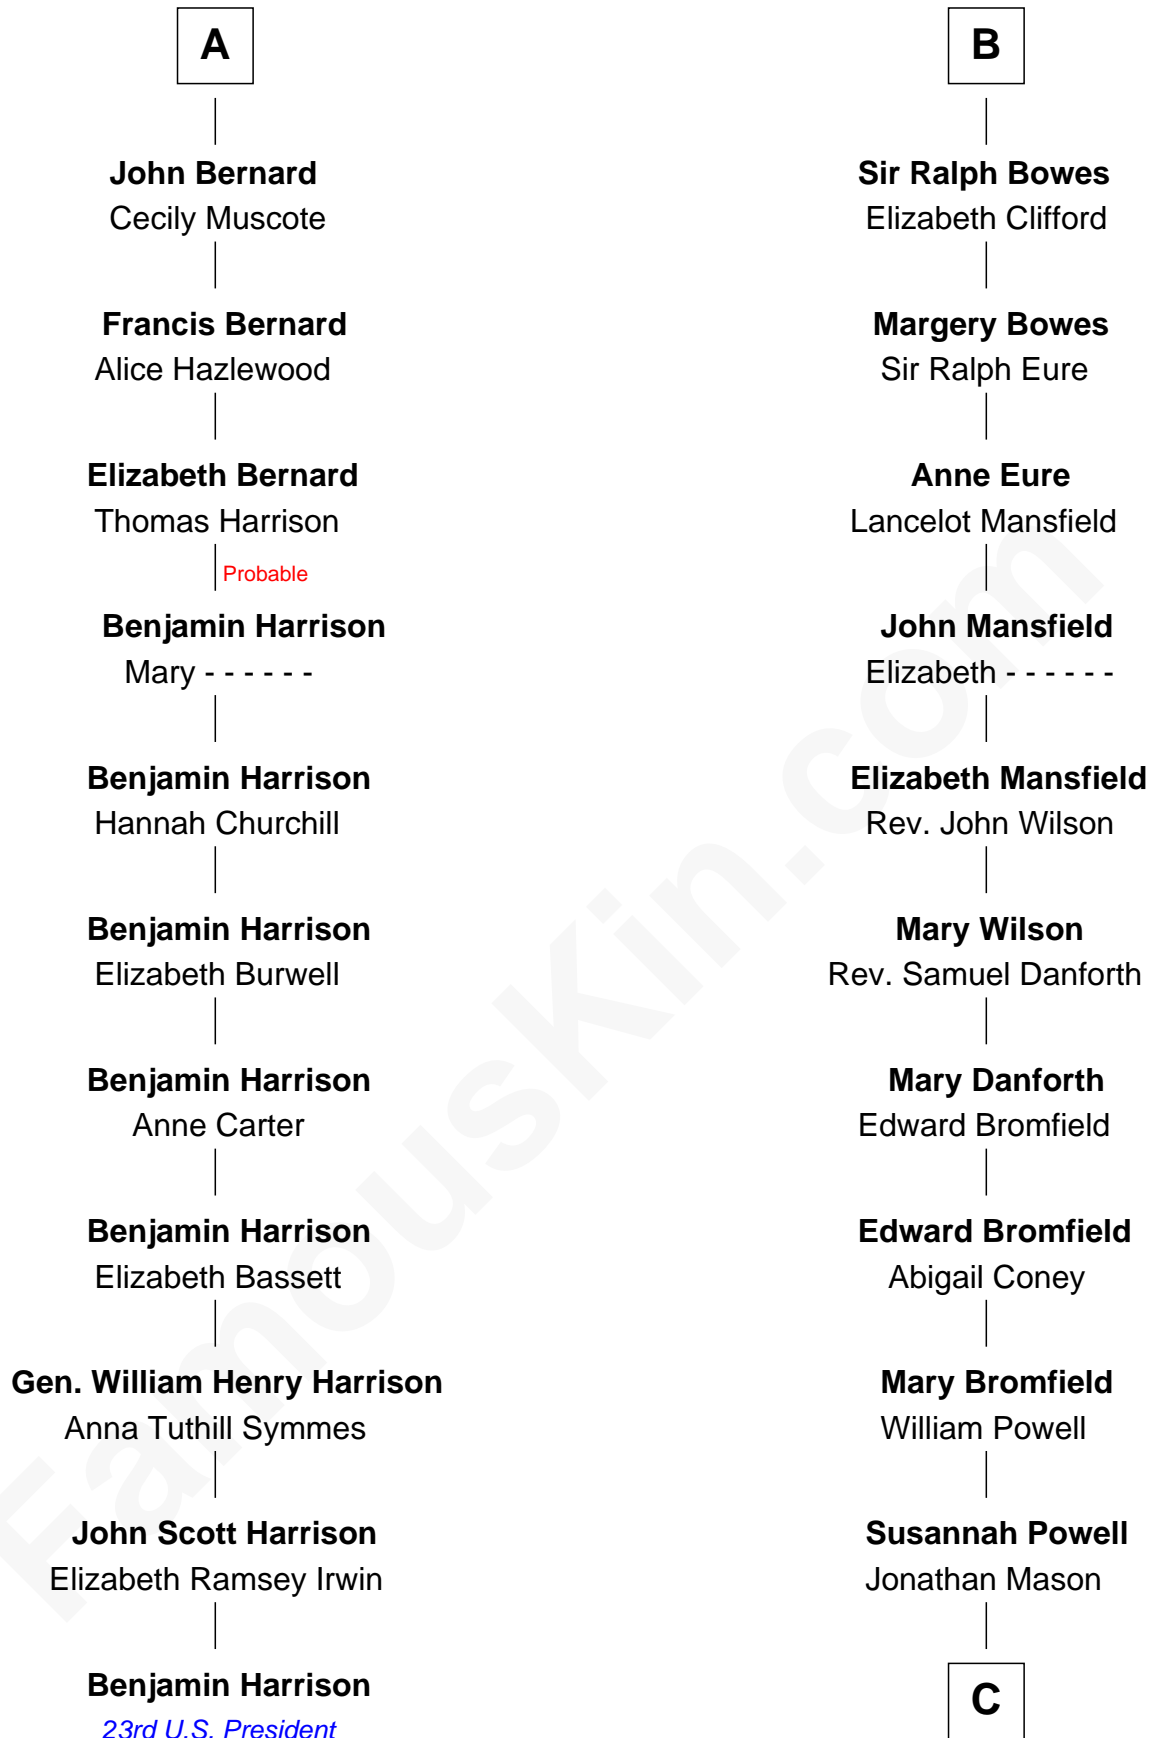 A
John Bernard
Cecily Muscote
Francis Bernard
Alice Hazlewood
Elizabeth Bernard
Thomas Harrison
Probable
Benjamin Harrison
Mary - - - - - -
Benjamin Harrison
Hannah Churchill
Benjamin Harrison
Elizabeth Burwell
Benjamin Harrison
Anne Carter
Benjamin Harrison
Elizabeth Bassett
Gen. William Henry Harrison
Anna Tuthill Symmes
John Scott Harrison
Elizabeth Ramsey Irwin
Benjamin Harrison
23rd U.S. President
B
Sir Ralph Bowes
Elizabeth Clifford
Margery Bowes
Sir Ralph Eure
Anne Eure
Lancelot Mansfield
John Mansfield
Elizabeth - - - - - -
Elizabeth Mansfield
Rev. John Wilson
Mary Wilson
Rev. Samuel Danforth
Mary Danforth
Edward Bromfield
Edward Bromfield
Abigail Coney
Mary Bromfield
William Powell
Susannah Powell
Jonathan Mason
C
FamousKin.com